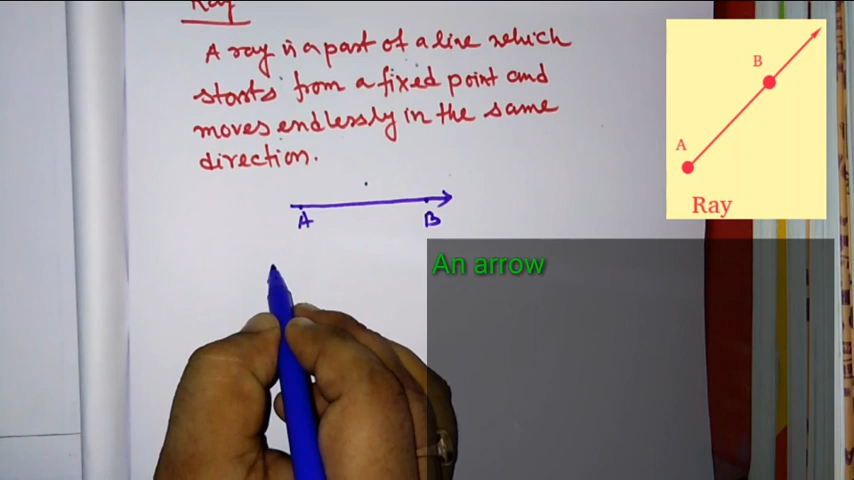 Ray
A ray is a part of a line which
starts from a fixed point and
moves endlessly in the same
direction.
A B
B
A
Ray
An arrow